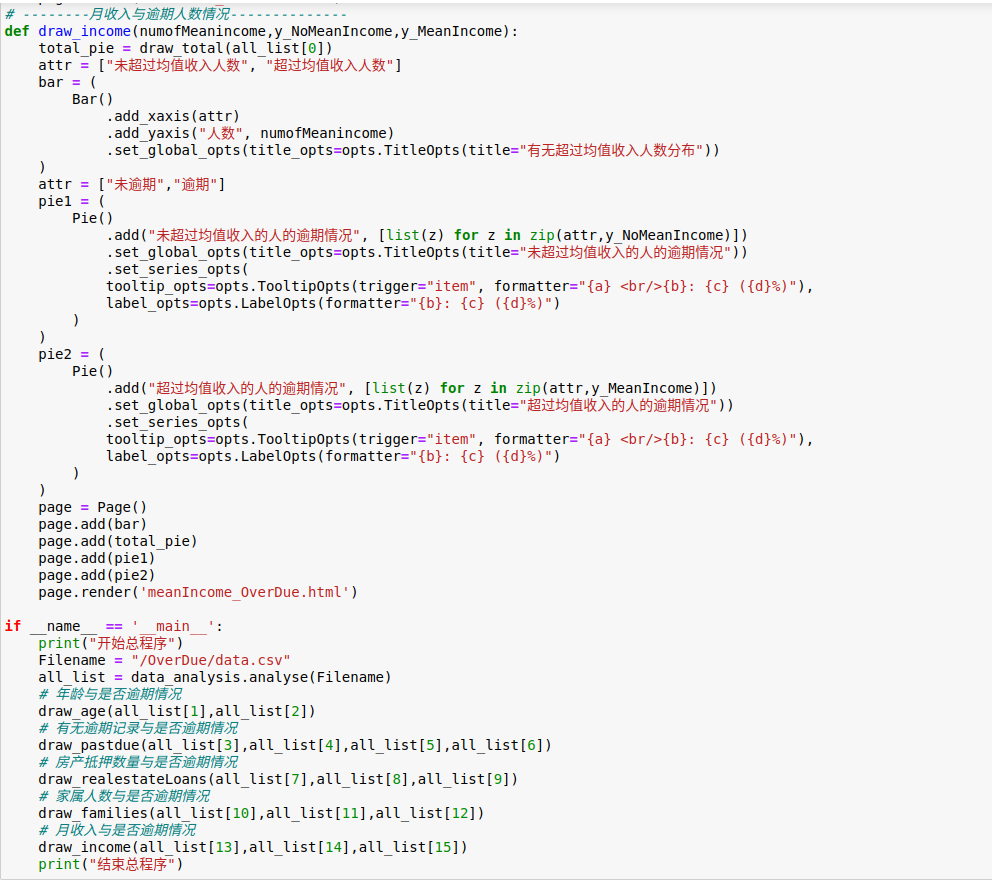 # --------月收入与逾期人数情况--------------
def draw_income(numofMeanincome,y_NoMeanIncome,y_MeanIncome):
    total_pie = draw_total(all_list[0])
    attr = ["未超过均值收入人数", "超过均值收入人数"]
    bar = (
        Bar()
            .add_xaxis(attr)
            .add_yaxis("人数", numofMeanincome)
            .set_global_opts(title_opts=opts.TitleOpts(title="有无超过均值收入人数分布"))
    )
    attr = ["未逾期","逾期"]
    pie1 = (
        Pie()
            .add("未超过均值收入的人的逾期情况", [list(z) for z in zip(attr,y_NoMeanIncome)])
            .set_global_opts(title_opts=opts.TitleOpts(title="未超过均值收入的人的逾期情况"))
            .set_series_opts(
            tooltip_opts=opts.TooltipOpts(trigger="item", formatter="{a} <br/>{b}: {c} ({d}%)"),
            label_opts=opts.LabelOpts(formatter="{b}: {c} ({d}%)")
        )
    )
    pie2 = (
        Pie()
            .add("超过均值收入的人的逾期情况", [list(z) for z in zip(attr,y_MeanIncome)])
            .set_global_opts(title_opts=opts.TitleOpts(title="超过均值收入的人的逾期情况"))
            .set_series_opts(
            tooltip_opts=opts.TooltipOpts(trigger="item", formatter="{a} <br/>{b}: {c} ({d}%)"),
            label_opts=opts.LabelOpts(formatter="{b}: {c} ({d}%)")
        )
    )
    page = Page()
    page.add(bar)
    page.add(total_pie)
    page.add(pie1)
    page.add(pie2)
    page.render('meanIncome_OverDue.html')

if __name__ == '__main__':
    print("开始总程序")
    Filename = "/OverDue/data.csv"
    all_list = data_analysis.analyse(Filename)
    # 年龄与是否逾期情况
    draw_age(all_list[1],all_list[2])
    # 有无逾期记录与是否逾期情况
    draw_pastdue(all_list[3],all_list[4],all_list[5],all_list[6])
    # 房产抵押数量与是否逾期情况
    draw_realestateLoans(all_list[7],all_list[8],all_list[9])
    # 家属人数与是否逾期情况
    draw_families(all_list[10],all_list[11],all_list[12])
    # 月收入与是否逾期情况
    draw_income(all_list[13],all_list[14],all_list[15])
    print("结束总程序")